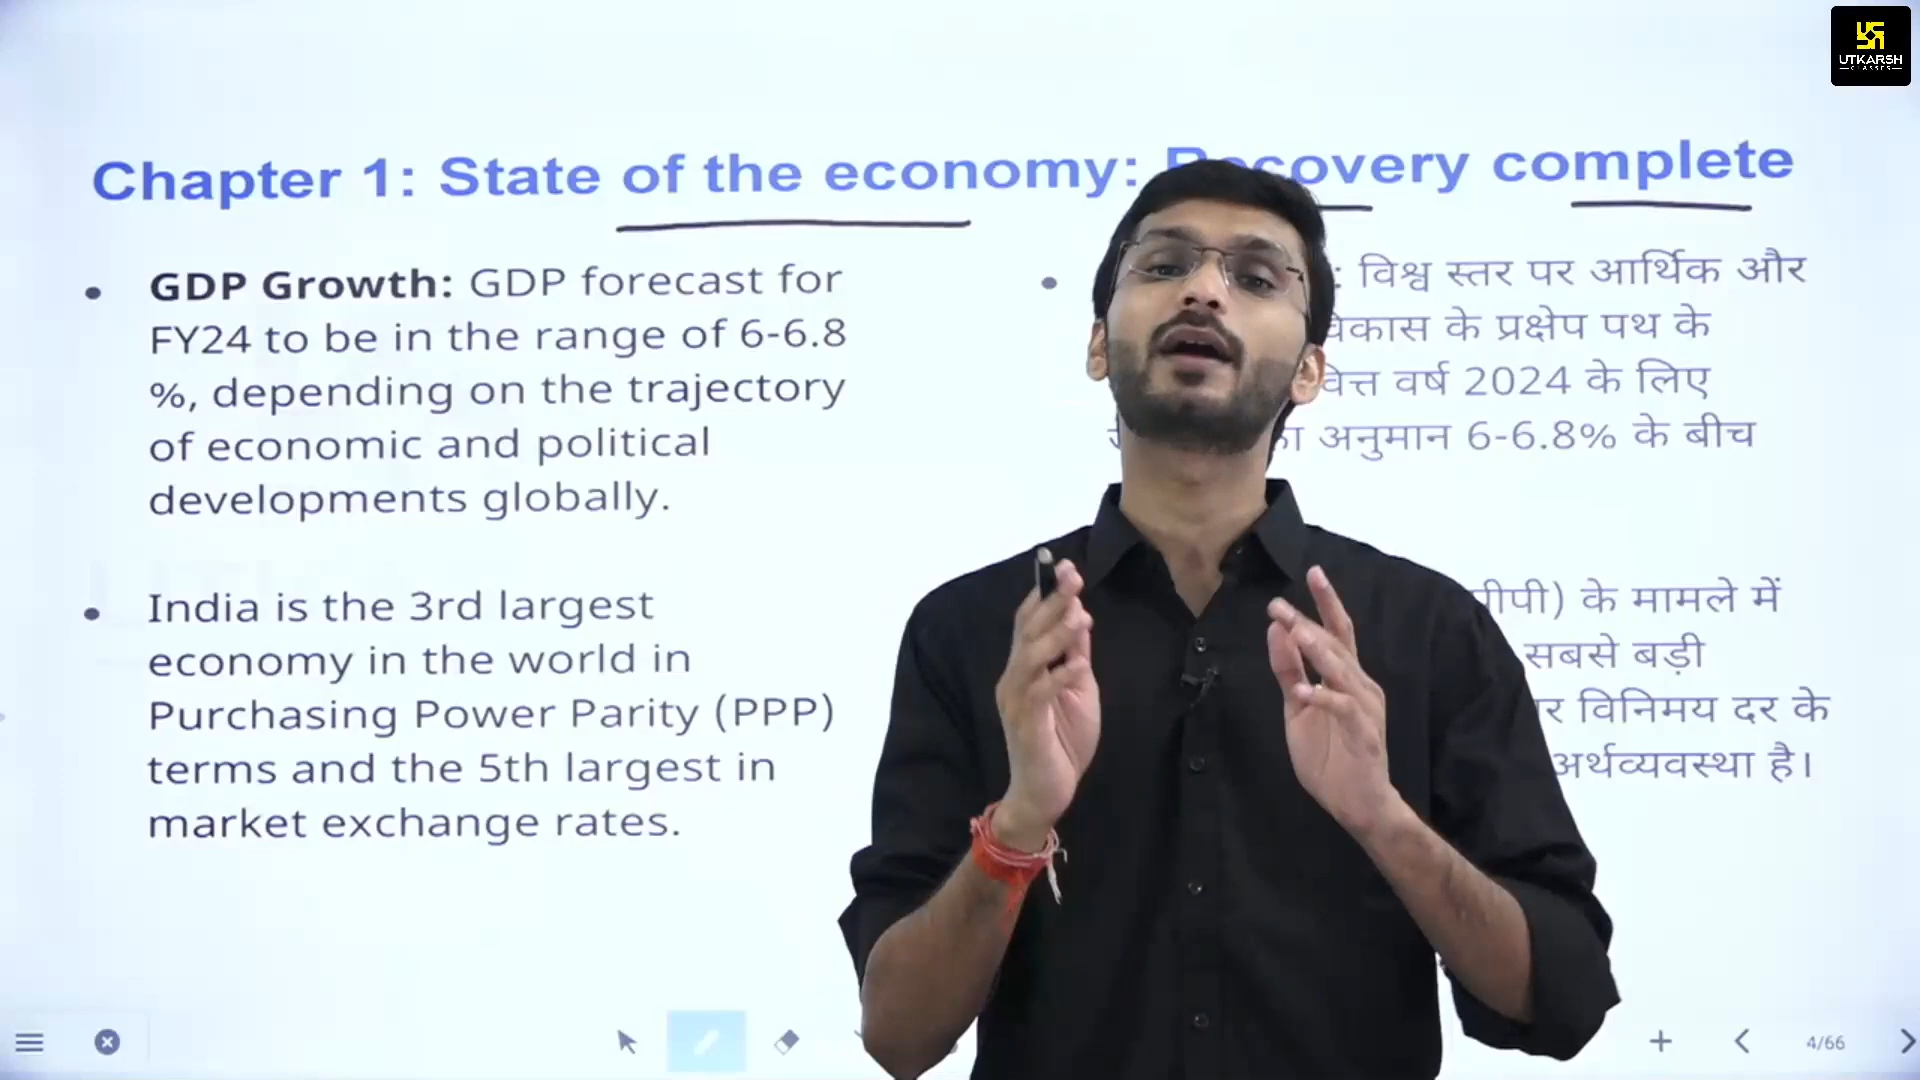 UTKARSH
CLASSES
Chapter 1: State of the economy: Recovery complete
GDP Growth: GDP forecast for
FY24 to be in the range of 6-6.8
%, depending on the trajectory
of economic and political
developments globally.
India is the 3rd largest
economy in the world in
Purchasing Power Parity (PPP)
terms and the 5th largest in
market exchange rates.
: विश्व स्तर पर आर्थिक और
के प्रक्षेप पथ के
वित्त वर्ष 2024 के लिए
अनुमान 6-6.8% के बीच
के मामले में
सबसे बड़ी
विनिमय दर के
अर्थव्यवस्था है।
4/66